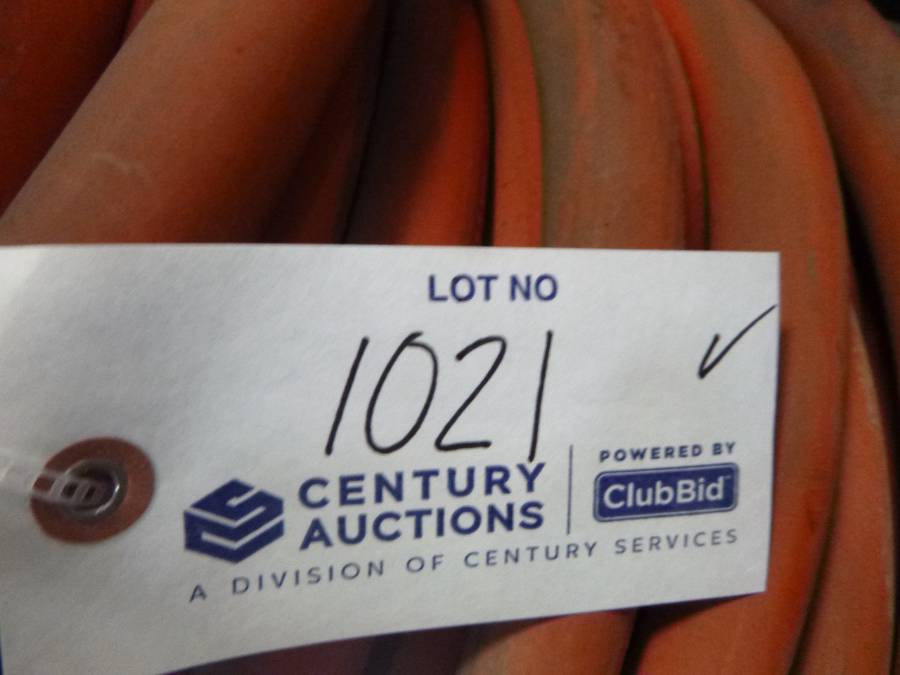 LOT NO
1021 ✓
CENTURY
AUCTIONS
POWERED BY
ClubBid
A DIVISION OF CENTURY SERVICES